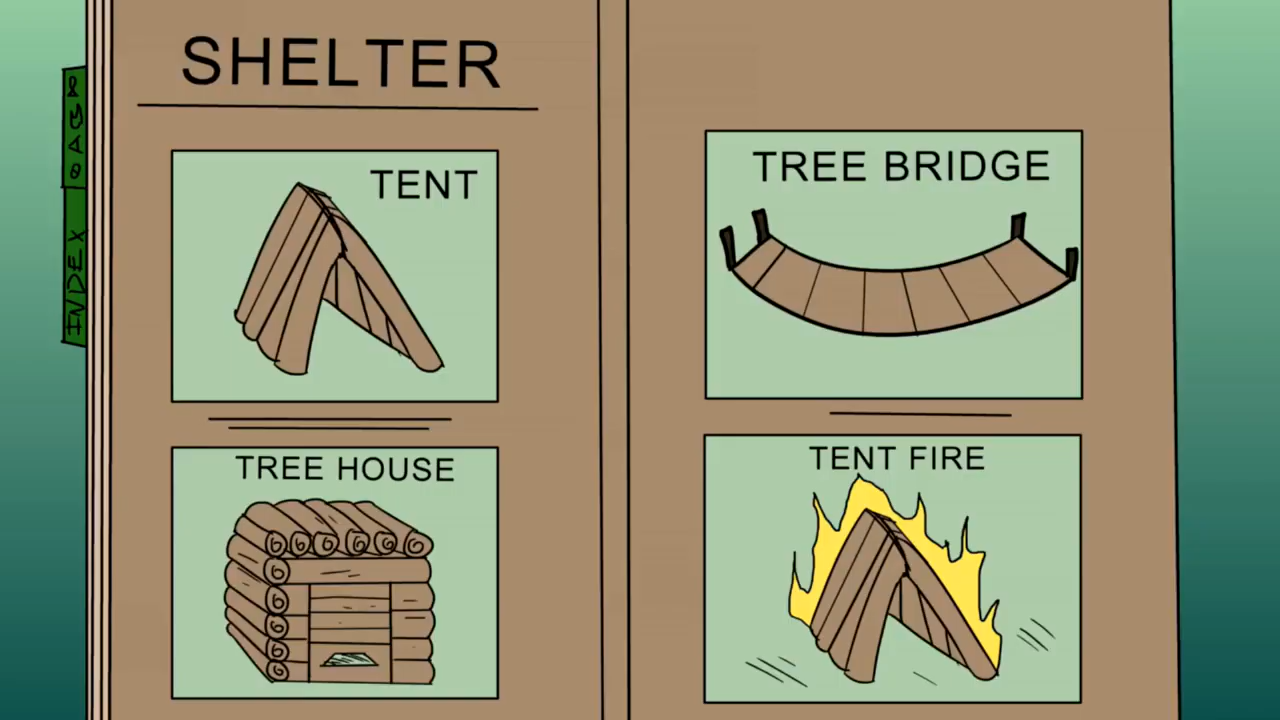 SHELTER
TENT
TREE HOUSE
TREE BRIDGE
TENT FIRE
INDEX